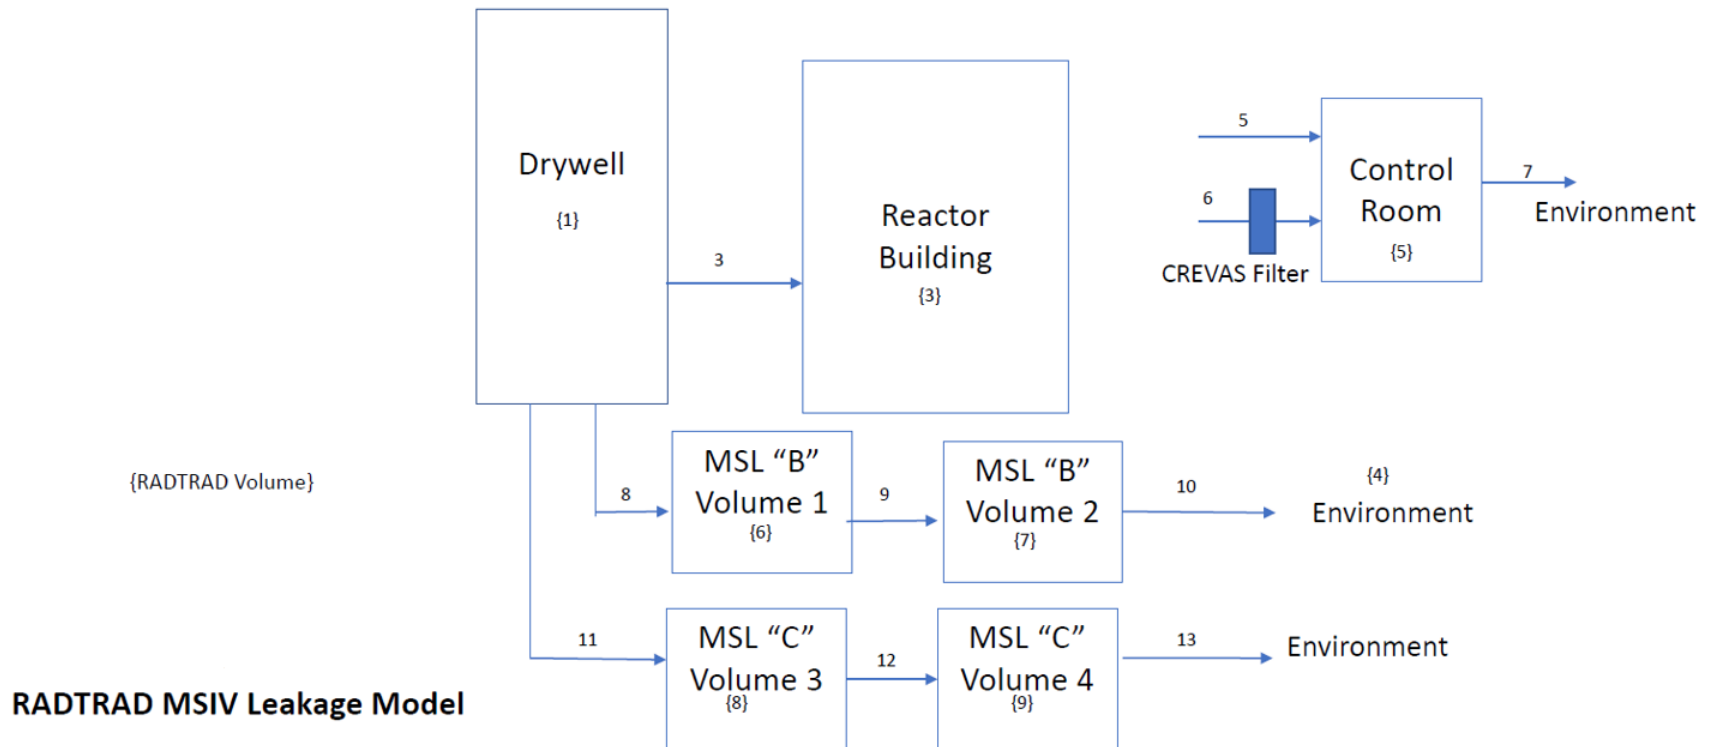 Drywell
{1}
3
Reactor
Building
{3}
5
6
CREVAS Filter
Control
Room
{5}
7
Environment
{RADTRAD Volume}
8
MSL “B”
Volume 1
{6}
9
MSL “B”
Volume 2
{7}
10
{4}
Environment
11
MSL “C”
Volume 3
{8}
12
MSL “C”
Volume 4
{9}
13
Environment
RADTRAD MSIV Leakage Model